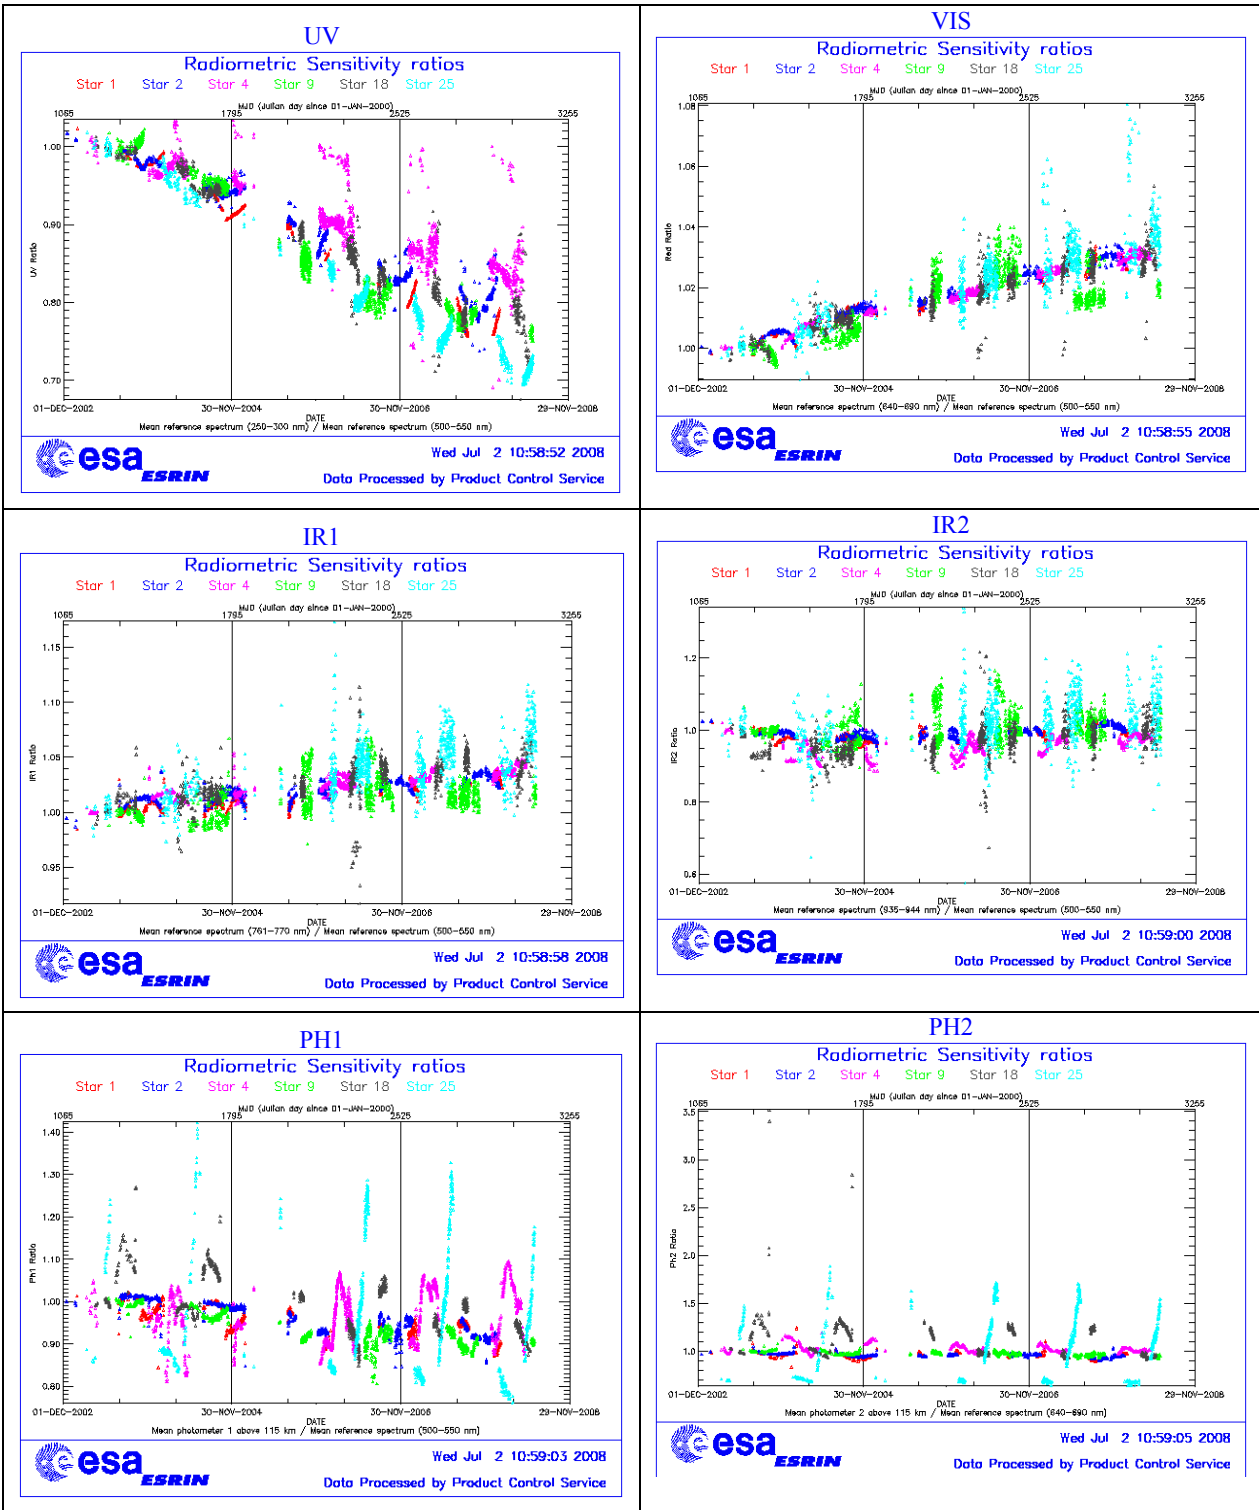 UV
Radiometric Sensitivity ratios
Star 1 Star 2 Star 4 Star 9 Star 18 Star 25
MJD (Julian day since 01-JAN-2000)
1065 1795 2525 3255
1.00
0.90
0.80
0.70
UV Ratio
01-DEC-2002 30-NOV-2004 30-NOV-2006 29-NOV-2008
DATE
Mean reference spectrum (250-300 nm) / Mean reference spectrum (500-550 nm)
esa
ESRIN
Wed Jul 2 10:58:52 2008
Data Processed by Product Control Service
VIS
Radiometric Sensitivity ratios
Star 1 Star 2 Star 4 Star 9 Star 18 Star 25
MJD (Julian day since 01-JAN-2000)
1065 1795 2525 3255
1.08
1.06
1.04
1.02
1.00
Red Ratio
01-DEC-2002 30-NOV-2004 30-NOV-2006 29-NOV-2008
DATE
Mean reference spectrum (640-690 nm) / Mean reference spectrum (500-550 nm)
esa
ESRIN
Wed Jul 2 10:58:55 2008
Data Processed by Product Control Service
IR1
Radiometric Sensitivity ratios
Star 1 Star 2 Star 4 Star 9 Star 18 Star 25
MJD (Julian day since 01-JAN-2000)
1065 1795 2525 3255
1.15
1.10
1.05
1.00
0.95
IR1 Ratio
01-DEC-2002 30-NOV-2004 30-NOV-2006 29-NOV-2008
DATE
Mean reference spectrum (761-770 nm) / Mean reference spectrum (500-550 nm)
esa
ESRIN
Wed Jul 2 10:58:58 2008
Data Processed by Product Control Service
IR2
Radiometric Sensitivity ratios
Star 1 Star 2 Star 4 Star 9 Star 18 Star 25
MJD (Julian day since 01-JAN-2000)
1065 1795 2525 3255
1.2
1.0
0.8
0.6
IR2 Ratio
01-DEC-2002 30-NOV-2004 30-NOV-2006 29-NOV-2008
DATE
Mean reference spectrum (935-944 nm) / Mean reference spectrum (500-550 nm)
esa
ESRIN
Wed Jul 2 10:59:00 2008
Data Processed by Product Control Service
PH1
Radiometric Sensitivity ratios
Star 1 Star 2 Star 4 Star 9 Star 18 Star 25
MJD (Julian day since 01-JAN-2000)
1065 1795 2525 3255
1.40
1.30
1.20
1.10
1.00
0.90
0.80
Ph1 Ratio
01-DEC-2002 30-NOV-2004 30-NOV-2006 29-NOV-2008
DATE
Mean photometer 1 above 115 km / Mean reference spectrum (500-550 nm)
esa
ESRIN
Wed Jul 2 10:59:03 2008
Data Processed by Product Control Service
PH2
Radiometric Sensitivity ratios
Star 1 Star 2 Star 4 Star 9 Star 18 Star 25
MJD (Julian day since 01-JAN-2000)
1065 1795 2525 3255
3.5
3.0
2.5
2.0
1.5
1.0
Ph2 Ratio
01-DEC-2002 30-NOV-2004 30-NOV-2006 29-NOV-2008
DATE
Mean photometer 2 above 115 km / Mean reference spectrum (640-690 nm)
esa
ESRIN
Wed Jul 2 10:59:05 2008
Data Processed by Product Control Service